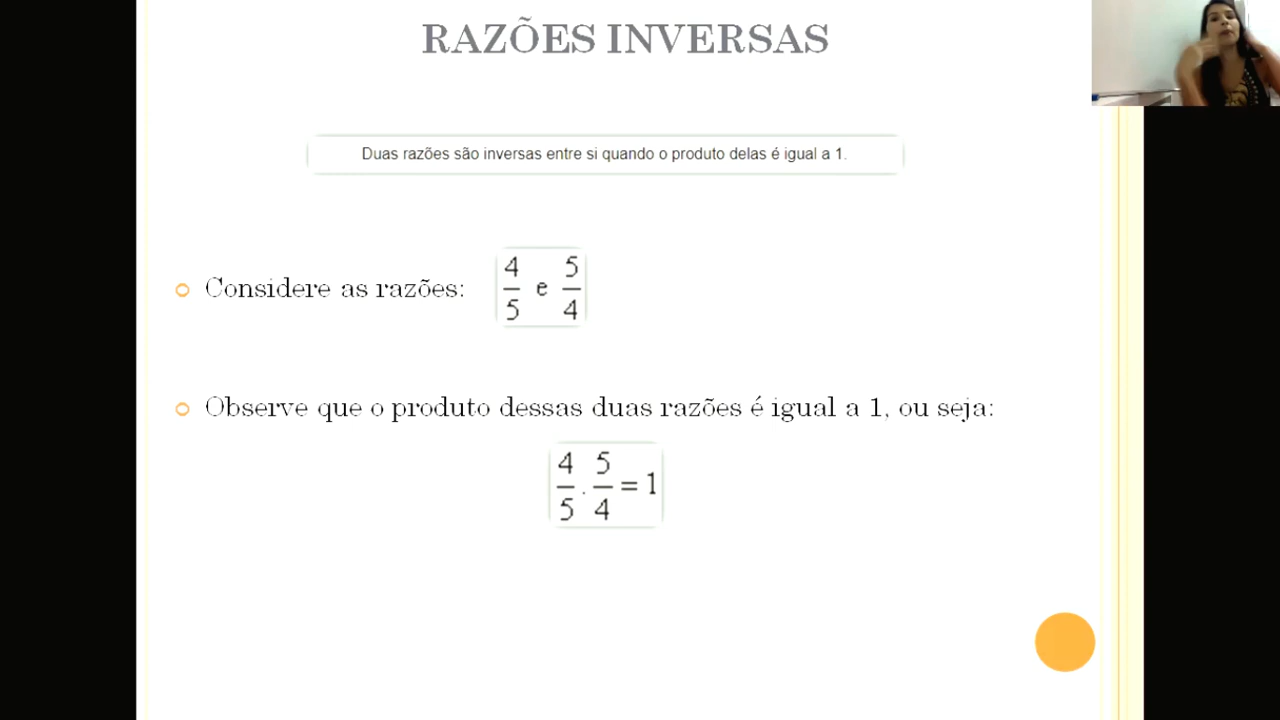 RAZÕES INVERSAS
Duas razões são inversas entre si quando o produto delas é igual a 1.
Considere as razões: 4/5 e 5/4
Observe que o produto dessas duas razões é igual a 1, ou seja:
4/5 . 5/4 = 1